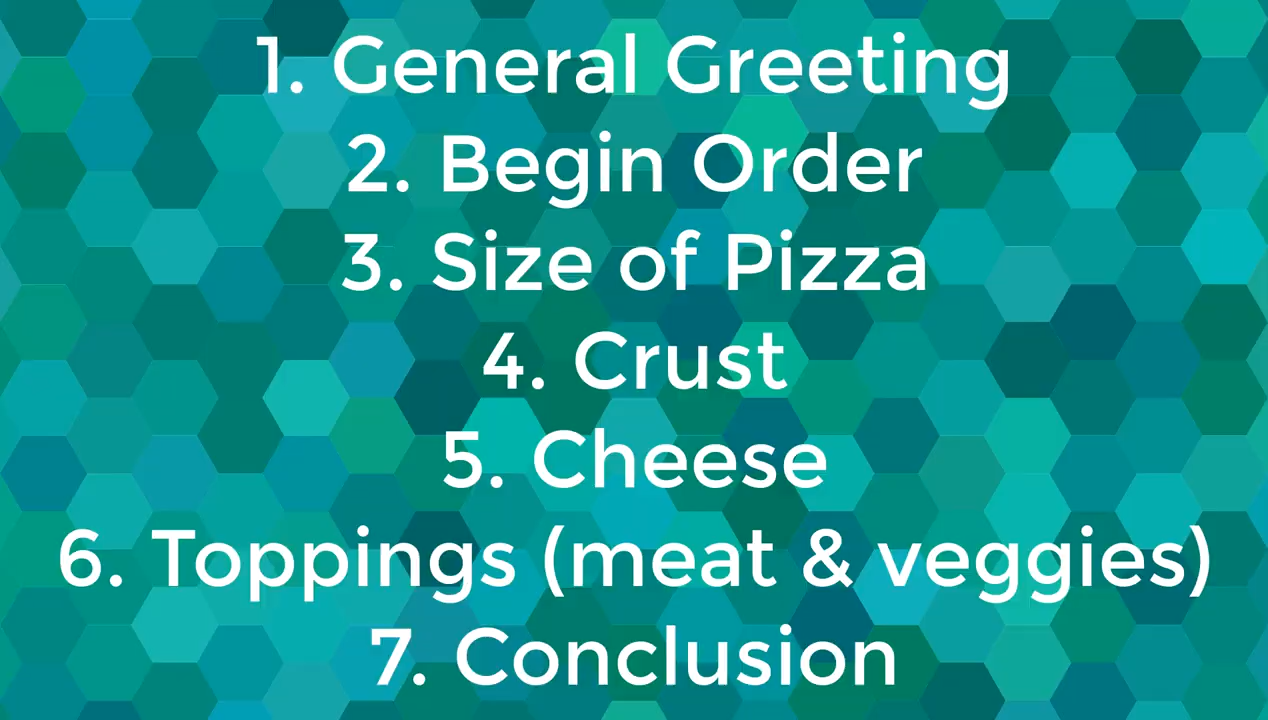 1. General Greeting
2. Begin Order
3. Size of Pizza
4. Crust
5. Cheese
6. Toppings (meat & veggies)
7. Conclusion